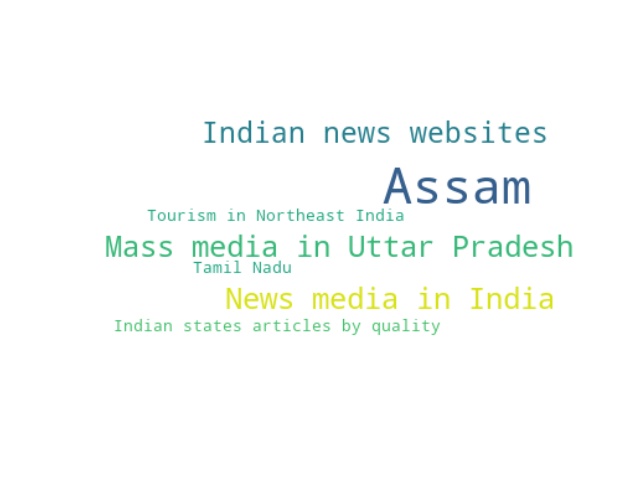 Indian news websites
Assam
Tourism in Northeast India
Mass media in Uttar Pradesh
Tamil Nadu
News media in India
Indian states articles by quality